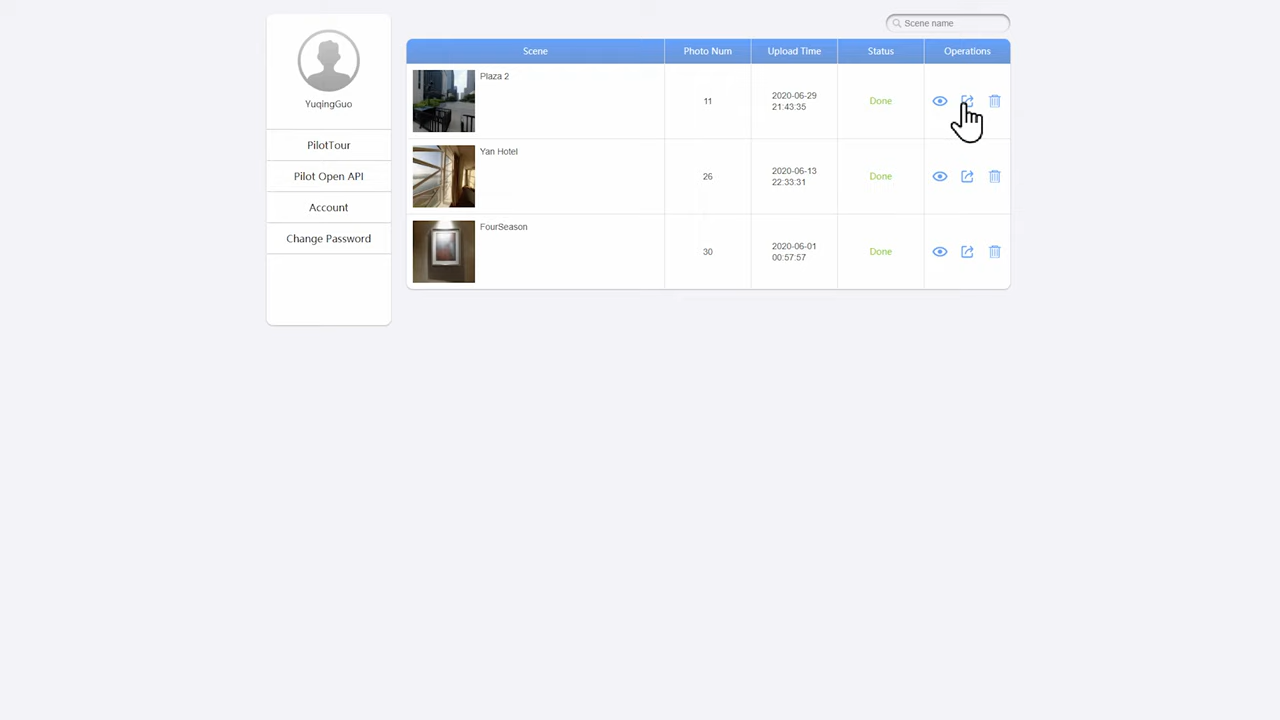 Scene name
YuqingGuo
PilotTour
Pilot Open API
Account
Change Password
Scene Photo Num Upload Time Status Operations
Plaza 2
11
2020-06-29
21:43:35
Done
Yan Hotel
26
2020-06-13
22:33:31
Done
FourSeason
30
2020-06-01
00:57:57
Done